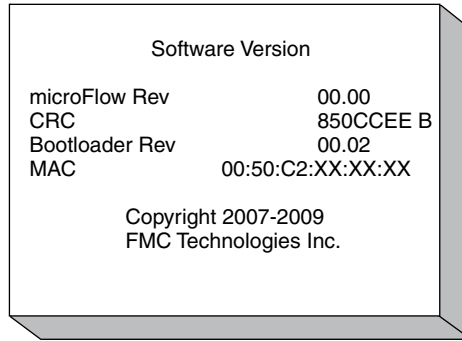 Software Version
microFlow Rev 00.00
CRC 850CCEE B
Bootloader Rev 00.02
MAC 00:50:C2:XX:XX:XX
Copyright 2007-2009
FMC Technologies Inc.